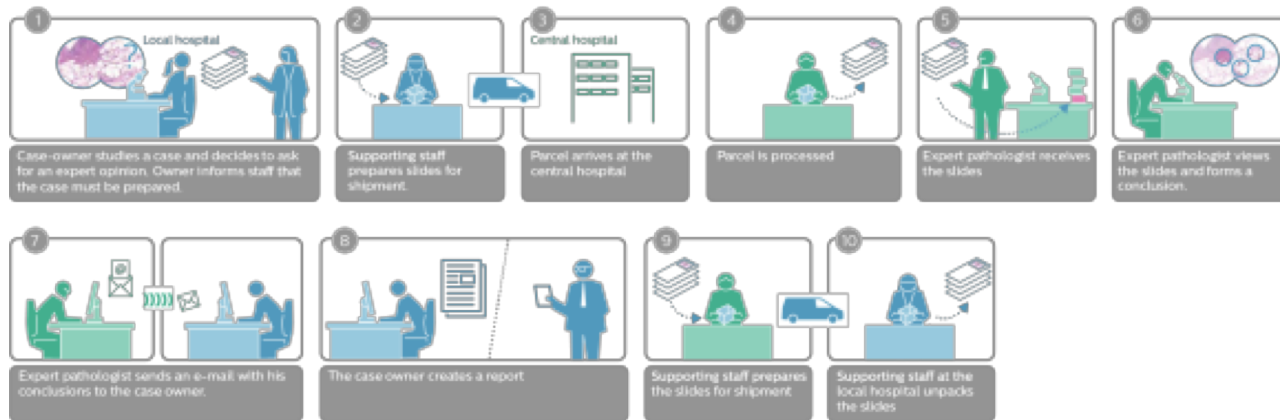 1
Local hospital
?
Case-owner studies a case and decides to ask
for an expert opinion. Owner informs staff that
the case must be prepared.
2
Supporting staff
prepares slides for
shipment.
3
Central hospital
Parcel arrives at the
central hospital
4
Parcel is processed
5
Expert pathologist receives
the slides
6
Expert pathologist views
the slides and forms a
conclusion.
7
@
Expert pathologist sends an e-mail with his
conclusions to the case owner.
8
The case owner creates a report
9
Supporting staff prepares
the slides for shipment
10
Supporting staff at the
local hospital unpacks
the slides